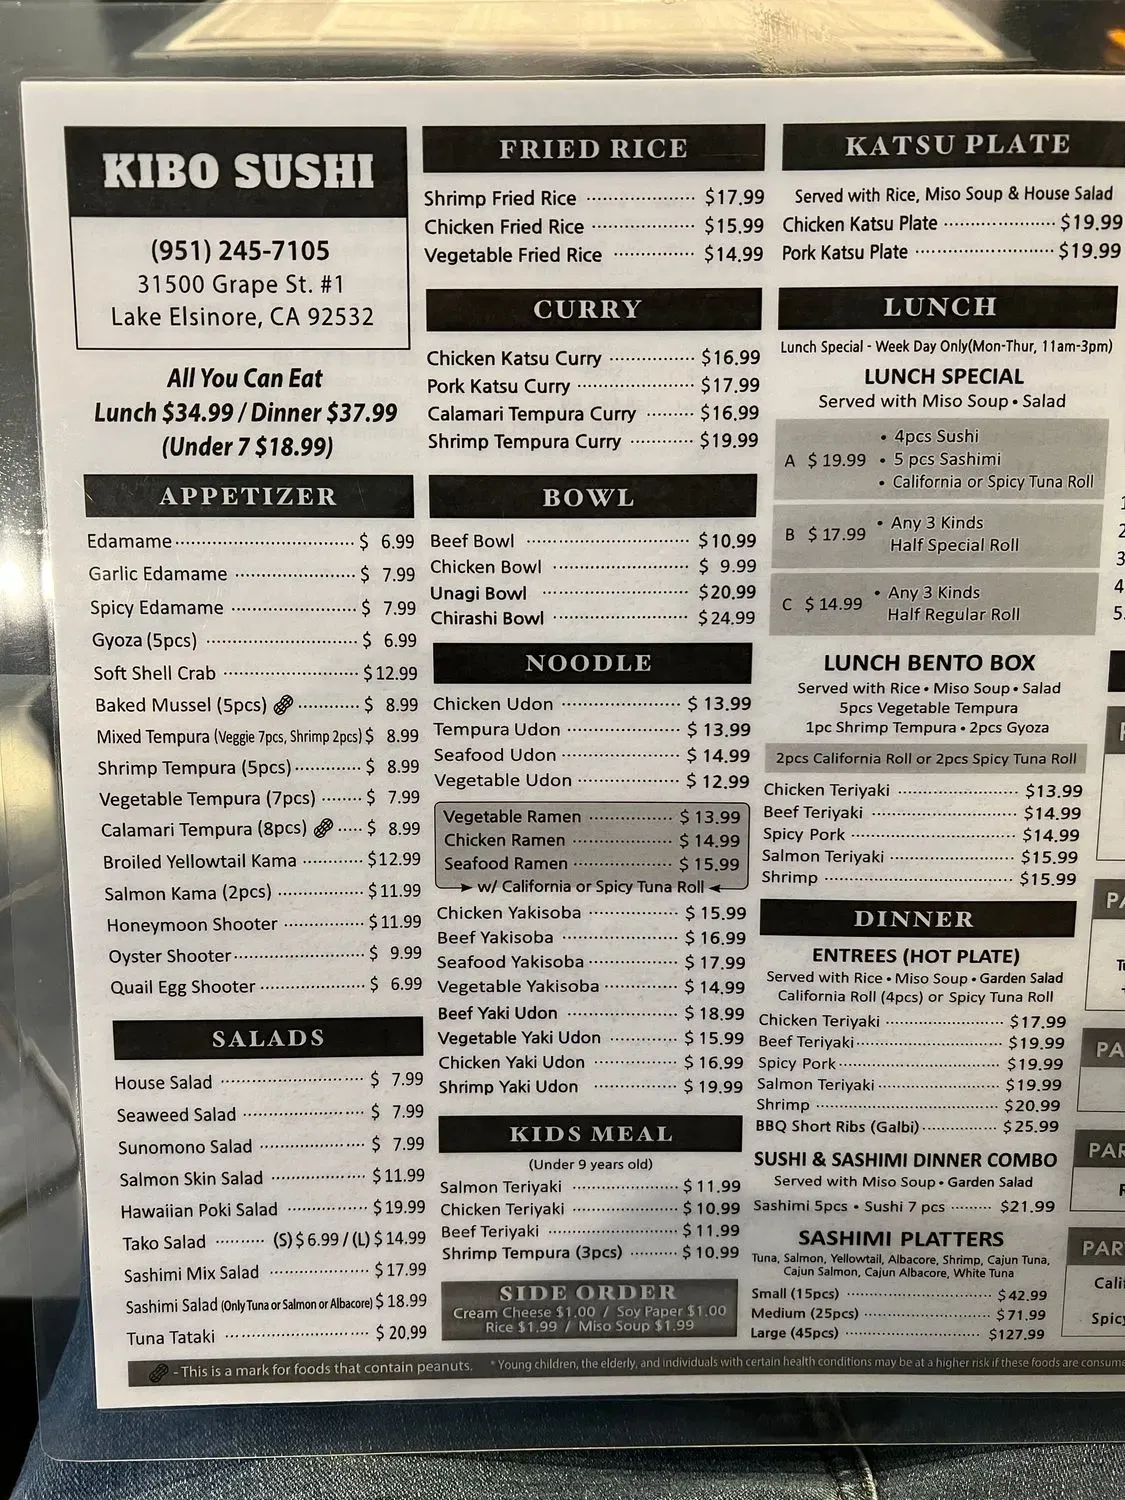 KIBO SUSHI
(951) 245-7105
31500 Grape St. #1
Lake Elsinore, CA 92532
All You Can Eat
Lunch $34.99 / Dinner $37.99
(Under 7 $18.99)
APPETIZER
Edamame $ 6.99
Garlic Edamame $ 7.99
Spicy Edamame $ 7.99
Gyoza (5pcs) $ 6.99
Soft Shell Crab $12.99
Baked Mussel (5pcs) $ 8.99
Mixed Tempura (Veggie 7pcs, Shrimp 2pcs) $ 8.99
Shrimp Tempura (5pcs) $ 8.99
Vegetable Tempura (7pcs) $ 7.99
Calamari Tempura (8pcs) $ 8.99
Broiled Yellowtail Kama $12.99
Salmon Kama (2pcs) $11.99
Honeymoon Shooter $11.99
Oyster Shooter $ 9.99
Quail Egg Shooter $ 6.99
SALADS
House Salad $ 7.99
Seaweed Salad $ 7.99
Sunomono Salad $ 7.99
Salmon Skin Salad $11.99
Hawaiian Poki Salad $19.99
Tako Salad (S) $ 6.99 / (L) $ 14.99
Sashimi Mix Salad $17.99
Sashimi Salad (Only Tuna or Salmon or Albacore) $ 18.99
Tuna Tataki $ 20.99
FRIED RICE
Shrimp Fried Rice $17.99
Chicken Fried Rice $15.99
Vegetable Fried Rice $14.99
CURRY
Chicken Katsu Curry $16.99
Pork Katsu Curry $17.99
Calamari Tempura Curry $16.99
Shrimp Tempura Curry $19.99
BOWL
Beef Bowl $10.99
Chicken Bowl $ 9.99
Unagi Bowl $20.99
Chirashi Bowl $24.99
NOODLE
Chicken Udon $ 13.99
Tempura Udon $ 13.99
Seafood Udon $ 14.99
Vegetable Udon $ 12.99
Vegetable Ramen $ 13.99
Chicken Ramen $ 14.99
Seafood Ramen $ 15.99
w/ California or Spicy Tuna Roll
Chicken Yakisoba $ 15.99
Beef Yakisoba $ 16.99
Seafood Yakisoba $ 17.99
Vegetable Yakisoba $ 14.99
Beef Yaki Udon $ 18.99
Vegetable Yaki Udon $ 15.99
Chicken Yaki Udon $ 16.99
Shrimp Yaki Udon $ 19.99
KIDS MEAL
(Under 9 years old)
Salmon Teriyaki $ 11.99
Chicken Teriyaki $ 10.99
Beef Teriyaki $ 11.99
Shrimp Tempura (3pcs) $ 10.99
SIDE ORDER
Cream Cheese $1.00 / Soy Paper $1.00
Rice $1.99 / Miso Soup $1.99
KATSU PLATE
Served with Rice, Miso Soup & House Salad
Chicken Katsu Plate $19.99
Pork Katsu Plate $19.99
LUNCH
Lunch Special - Week Day Only(Mon-Thur, 11am-3pm)
LUNCH SPECIAL
Served with Miso Soup • Salad
A $ 19.99
• 4pcs Sushi
• 5 pcs Sashimi
• California or Spicy Tuna Roll
B $ 17.99
• Any 3 Kinds
Half Special Roll
C $ 14.99
• Any 3 Kinds
Half Regular Roll
LUNCH BENTO BOX
Served with Rice • Miso Soup • Salad
5pcs Vegetable Tempura
1pc Shrimp Tempura • 2pcs Gyoza
2pcs California Roll or 2pcs Spicy Tuna Roll
Chicken Teriyaki $13.99
Beef Teriyaki $14.99
Spicy Pork $14.99
Salmon Teriyaki $15.99
Shrimp $15.99
DINNER
ENTREES (HOT PLATE)
Served with Rice • Miso Soup • Garden Salad
California Roll (4pcs) or Spicy Tuna Roll
Chicken Teriyaki $17.99
Beef Teriyaki $19.99
Spicy Pork $19.99
Salmon Teriyaki $19.99
Shrimp $20.99
BBQ Short Ribs (Galbi) $25.99
SUSHI & SASHIMI DINNER COMBO
Served with Miso Soup • Garden Salad
Sashimi 5pcs • Sushi 7 pcs $21.99
SASHIMI PLATTERS
Tuna, Salmon, Yellowtail, Albacore, Shrimp, Cajun Tuna,
Cajun Salmon, Cajun Albacore, White Tuna
Small (15pcs) $ 42.99
Medium (25pcs) $71.99
Large (45pcs) $127.99
2
3
4
5.
PA
PA
PAR
PAR
Cali
Spicy
- This is a mark for foods that contain peanuts. * Young children, the elderly, and individuals with certain health conditions may be at a higher risk if these foods are consume